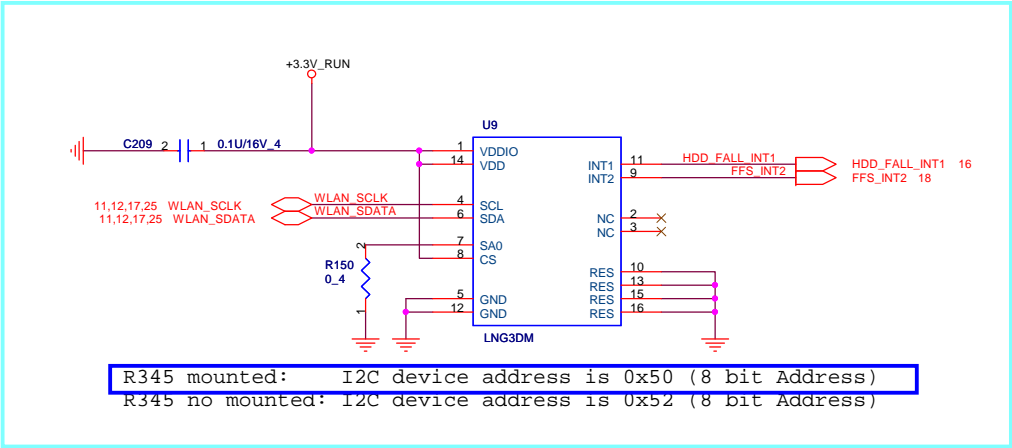 +3.3V_RUN
U9
C209 2 1 0.1U/16V_4
1 VDDIO
14 VDD
INT1 11 HDD_FALL_INT1 HDD_FALL_INT1 16
INT2 9 FFS_INT2 FFS_INT2 18
11,12,17,25 WLAN_SCLK WLAN_SCLK 4 SCL
11,12,17,25 WLAN_SDATA WLAN_SDATA 6 SDA
NC 2
NC 3
2 7 SA0
8 CS
R150
0_4
1
RES 10
RES 13
RES 15
RES 16
5 GND
12 GND
LNG3DM
R345 mounted: I2C device address is 0x50 (8 bit Address)
R345 no mounted: I2C device address is 0x52 (8 bit Address)